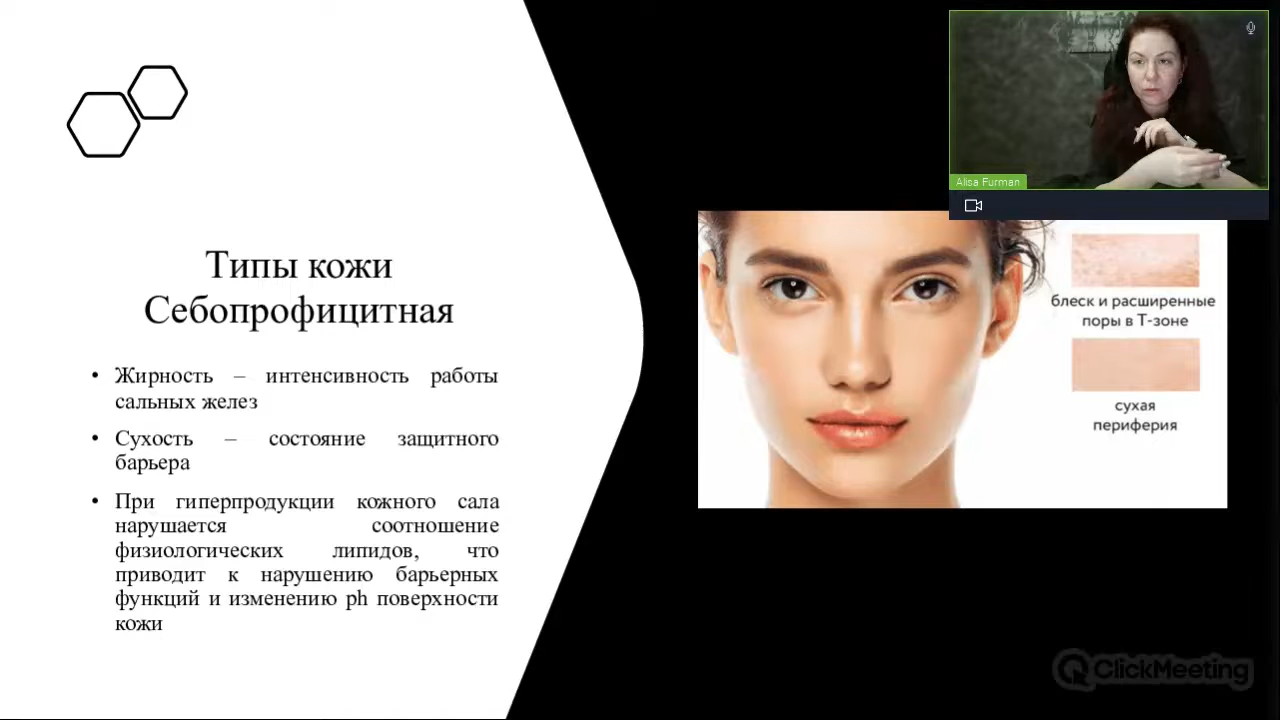 Типы кожи
Себопрофицитная
• Жирность – интенсивность работы
сальных желез
• Сухость – состояние защитного
барьера
• При гиперпродукции кожного сала
нарушается соотношение
физиологических липидов, что
приводит к нарушению барьерных
функций и изменению ph поверхности
кожи
Alisa Furman
блеск и расширенные
поры в Т-зоне
сухая
периферия
ClickMeeting